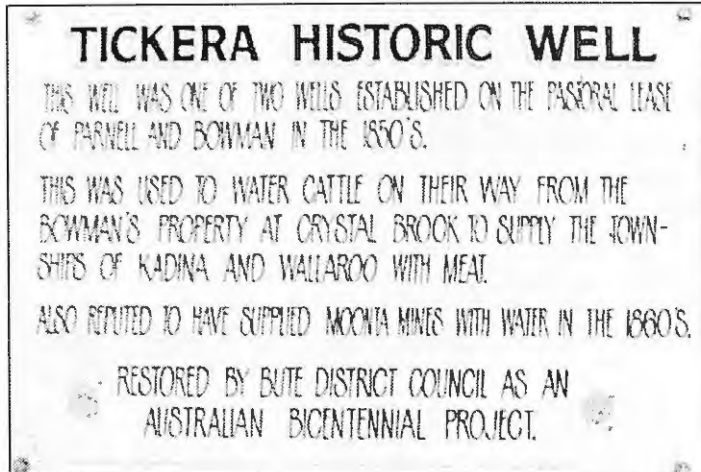 TICKERA HISTORIC WELL
THIS WELL WAS ONE OF TWO WELLS ESTABLISHED ON THE PASTORAL LEASE
OF PARNELL AND BOWMAN IN THE 1850'S.
THIS WAS USED TO WATER CATTLE ON THEIR WAY FROM THE
BOWMAN'S PROPERTY AT CRYSTAL BROOK TO SUPPLY THE TOWN-
SHIPS OF KADINA AND WALLAROO WITH MEAT.
ALSO REPUTED TO HAVE SUPPLIED MOONTA MINES WITH WATER IN THE 1860'S.
RESTORED BY BUTE DISTRICT COUNCIL AS AN
AUSTRALIAN BICENTENNIAL PROJECT.